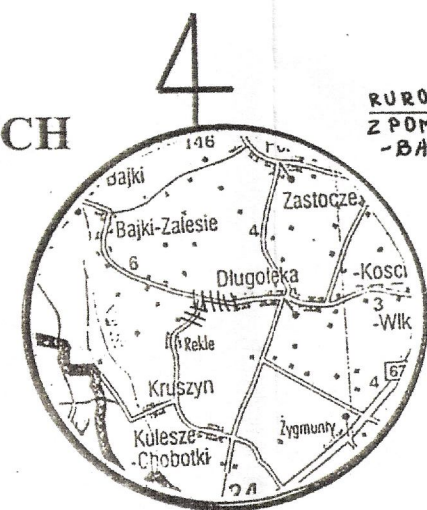 4
CH
RURO
Z POM
-BA
146
Bajki
Zastocze
Bajki-Zalesie
4
6
Długołęka
-Kości
3
-Wlk
Rekle
67
4
Kruszyn
Żygmunty
Kulesze-
-Chobotki
24